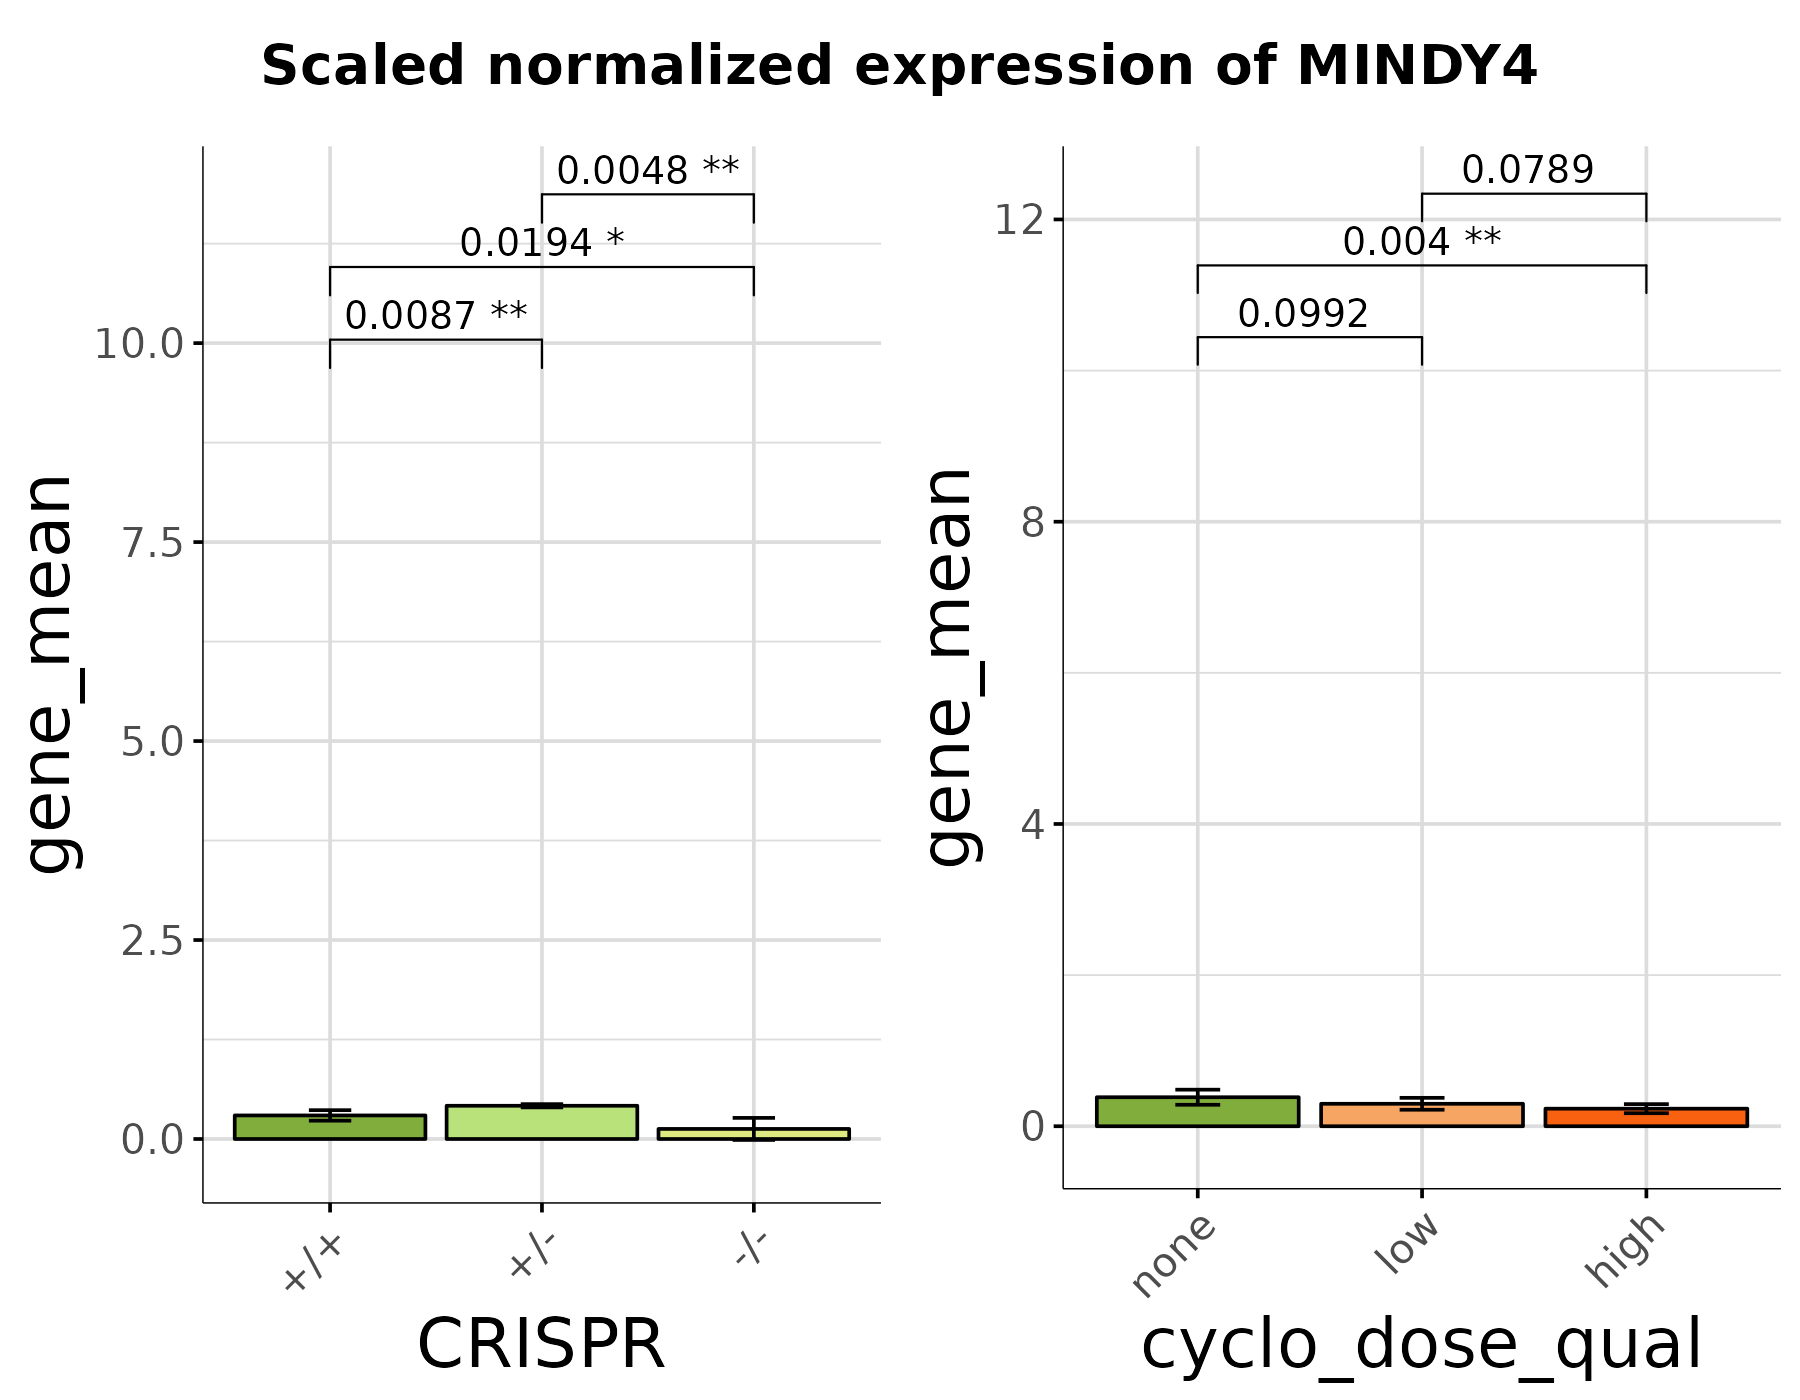 Scaled normalized expression of MINDY4
gene_mean
10.0
7.5
5.0
2.5
0.0
0.0048 **
0.0194 *
0.0087 **
+/+
+/-
-/-
CRISPR
gene_mean
12
8
4
0
0.0789
0.004 **
0.0992
none
low
high
cyclo_dose_qual